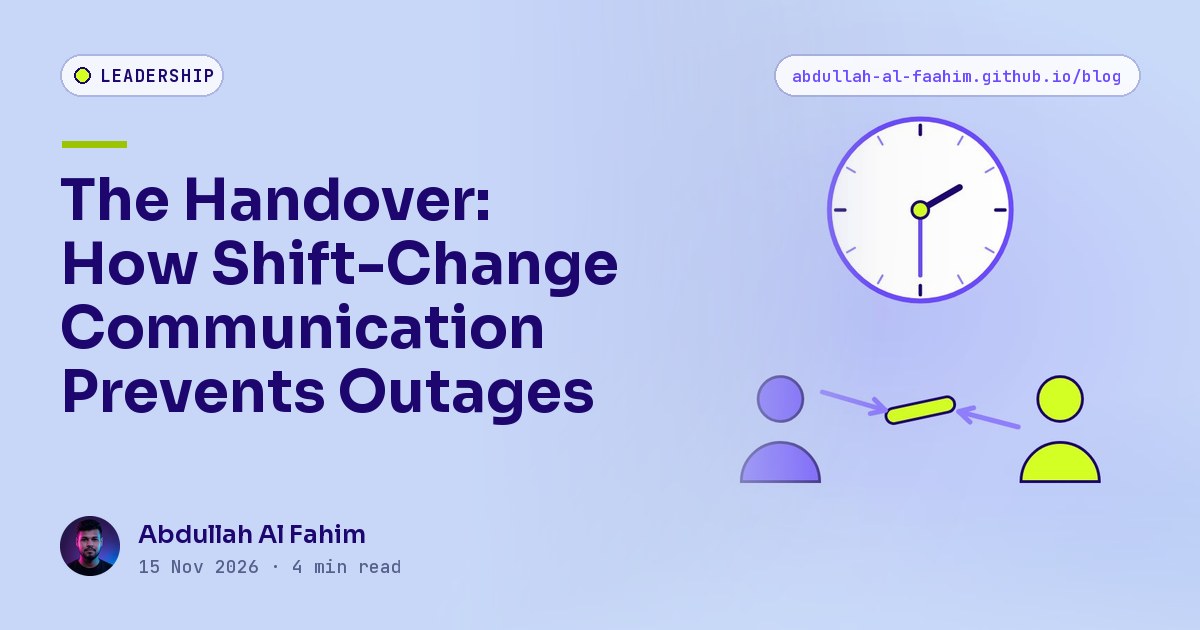 LEADERSHIP
abdullah-al-faahim.github.io/blog
The Handover:
How Shift-Change
Communication
Prevents Outages
Abdullah Al Fahim
15 Nov 2026 · 4 min read